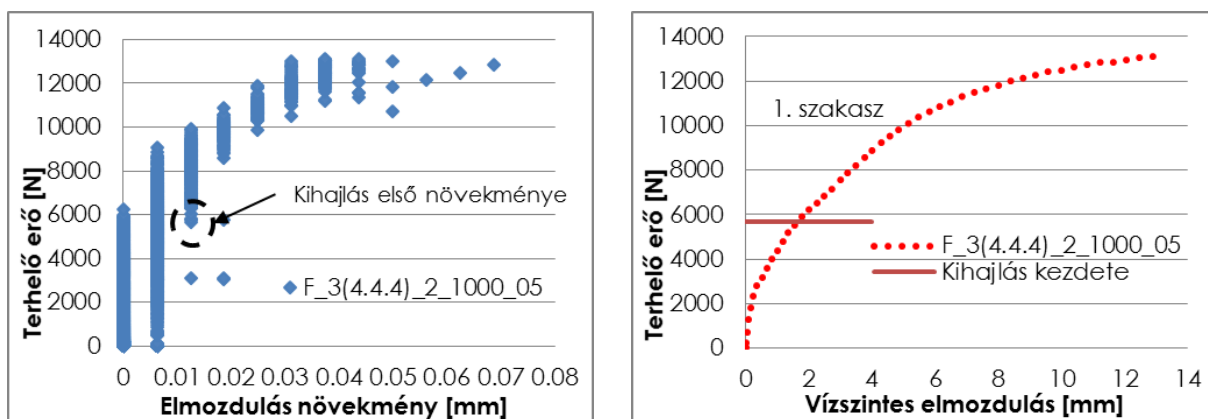 14000
12000
10000
8000
6000
4000
2000
0
Terhelő erő [N]
Kihajlás első növekménye
F_3(4.4.4)_2_1000_05
0 0.01 0.02 0.03 0.04 0.05 0.06 0.07 0.08
Elmozdulás növekmény [mm]
14000
12000
10000
8000
6000
4000
2000
0
Terhelő erő [N]
1. szakasz
F_3(4.4.4)_2_1000_05
Kihajlás kezdete
0 2 4 6 8 10 12 14
Vízszintes elmozdulás [mm]